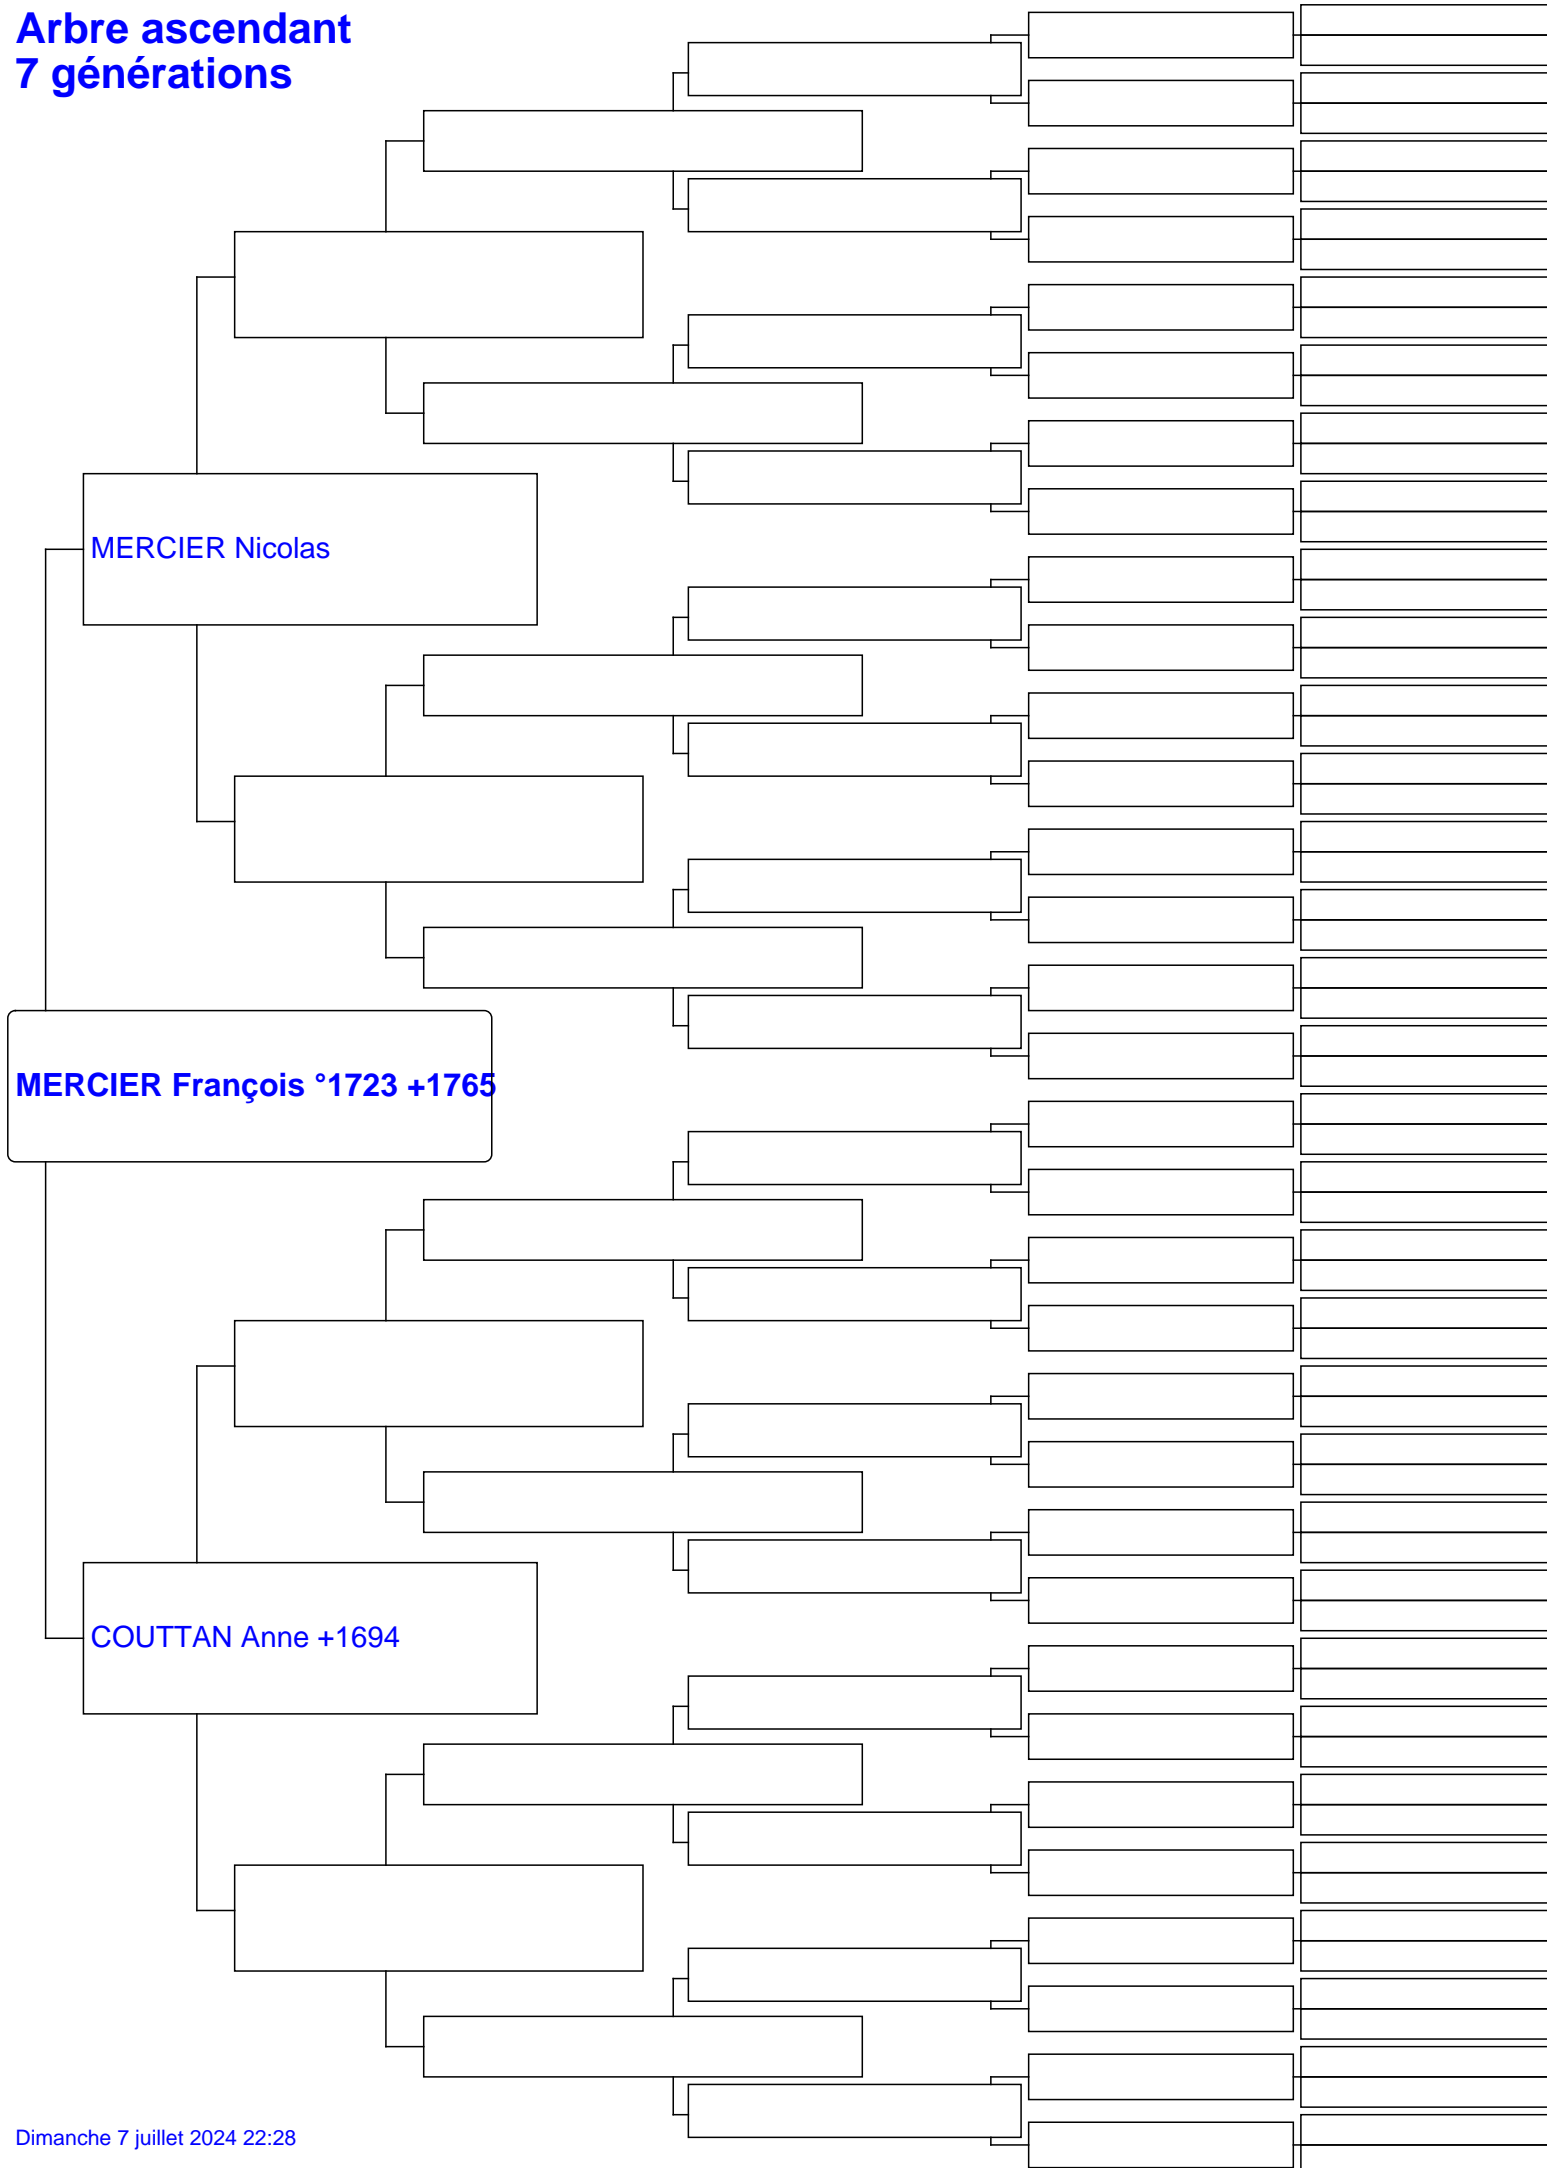 Arbre ascendant
7 générations
MERCIER Nicolas
MERCIER François °1723 +1765
COUTTAN Anne +1694
Dimanche 7 juillet 2024 22:28